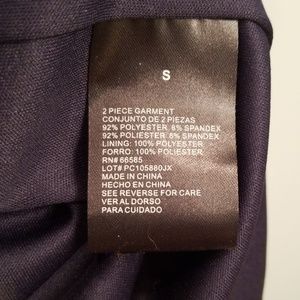 S
2 PIECE GARMENT
CONJUNTO DE 2 PIEZAS
92% POLYESTER, 8% SPANDEX
92% POLIESTER, 8% SPANDEX
LINING: 100% POLYESTER
FORRO: 100% POLIESTER
RN# 66585
LOT# PC105880JX
MADE IN CHINA
HECHO EN CHINA
SEE REVERSE FOR CARE
VER AL DORSO
PARA CUIDADO